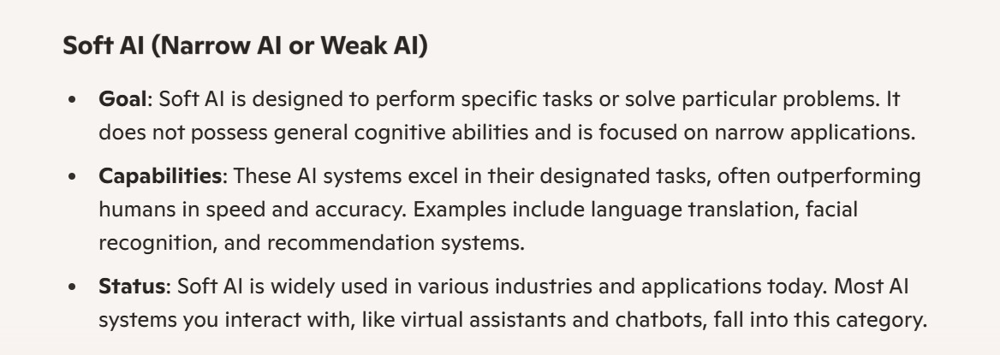 Soft AI (Narrow AI or Weak AI)
• Goal: Soft AI is designed to perform specific tasks or solve particular problems. It
does not possess general cognitive abilities and is focused on narrow applications.
• Capabilities: These AI systems excel in their designated tasks, often outperforming
humans in speed and accuracy. Examples include language translation, facial
recognition, and recommendation systems.
• Status: Soft AI is widely used in various industries and applications today. Most AI
systems you interact with, like virtual assistants and chatbots, fall into this category.